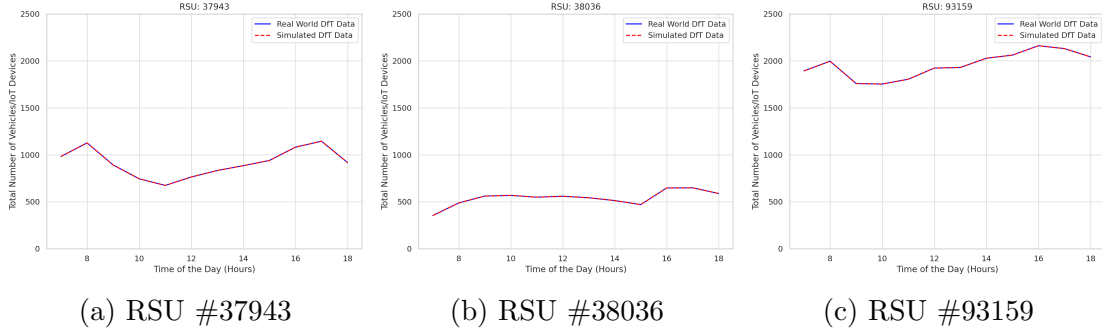 RSU: 37943
Total Number of Vehicles/IoT Devices
2500
2000
1500
1000
500
0
Real World DfT Data
Simulated DfT Data
8 10 12 14 16 18
Time of the Day (Hours)
(a) RSU #37943
RSU: 38036
Total Number of Vehicles/IoT Devices
2500
2000
1500
1000
500
0
Real World DfT Data
Simulated DfT Data
8 10 12 14 16 18
Time of the Day (Hours)
(b) RSU #38036
RSU: 93159
Total Number of Vehicles/IoT Devices
2500
2000
1500
1000
500
0
Real World DfT Data
Simulated DfT Data
8 10 12 14 16 18
Time of the Day (Hours)
(c) RSU #93159